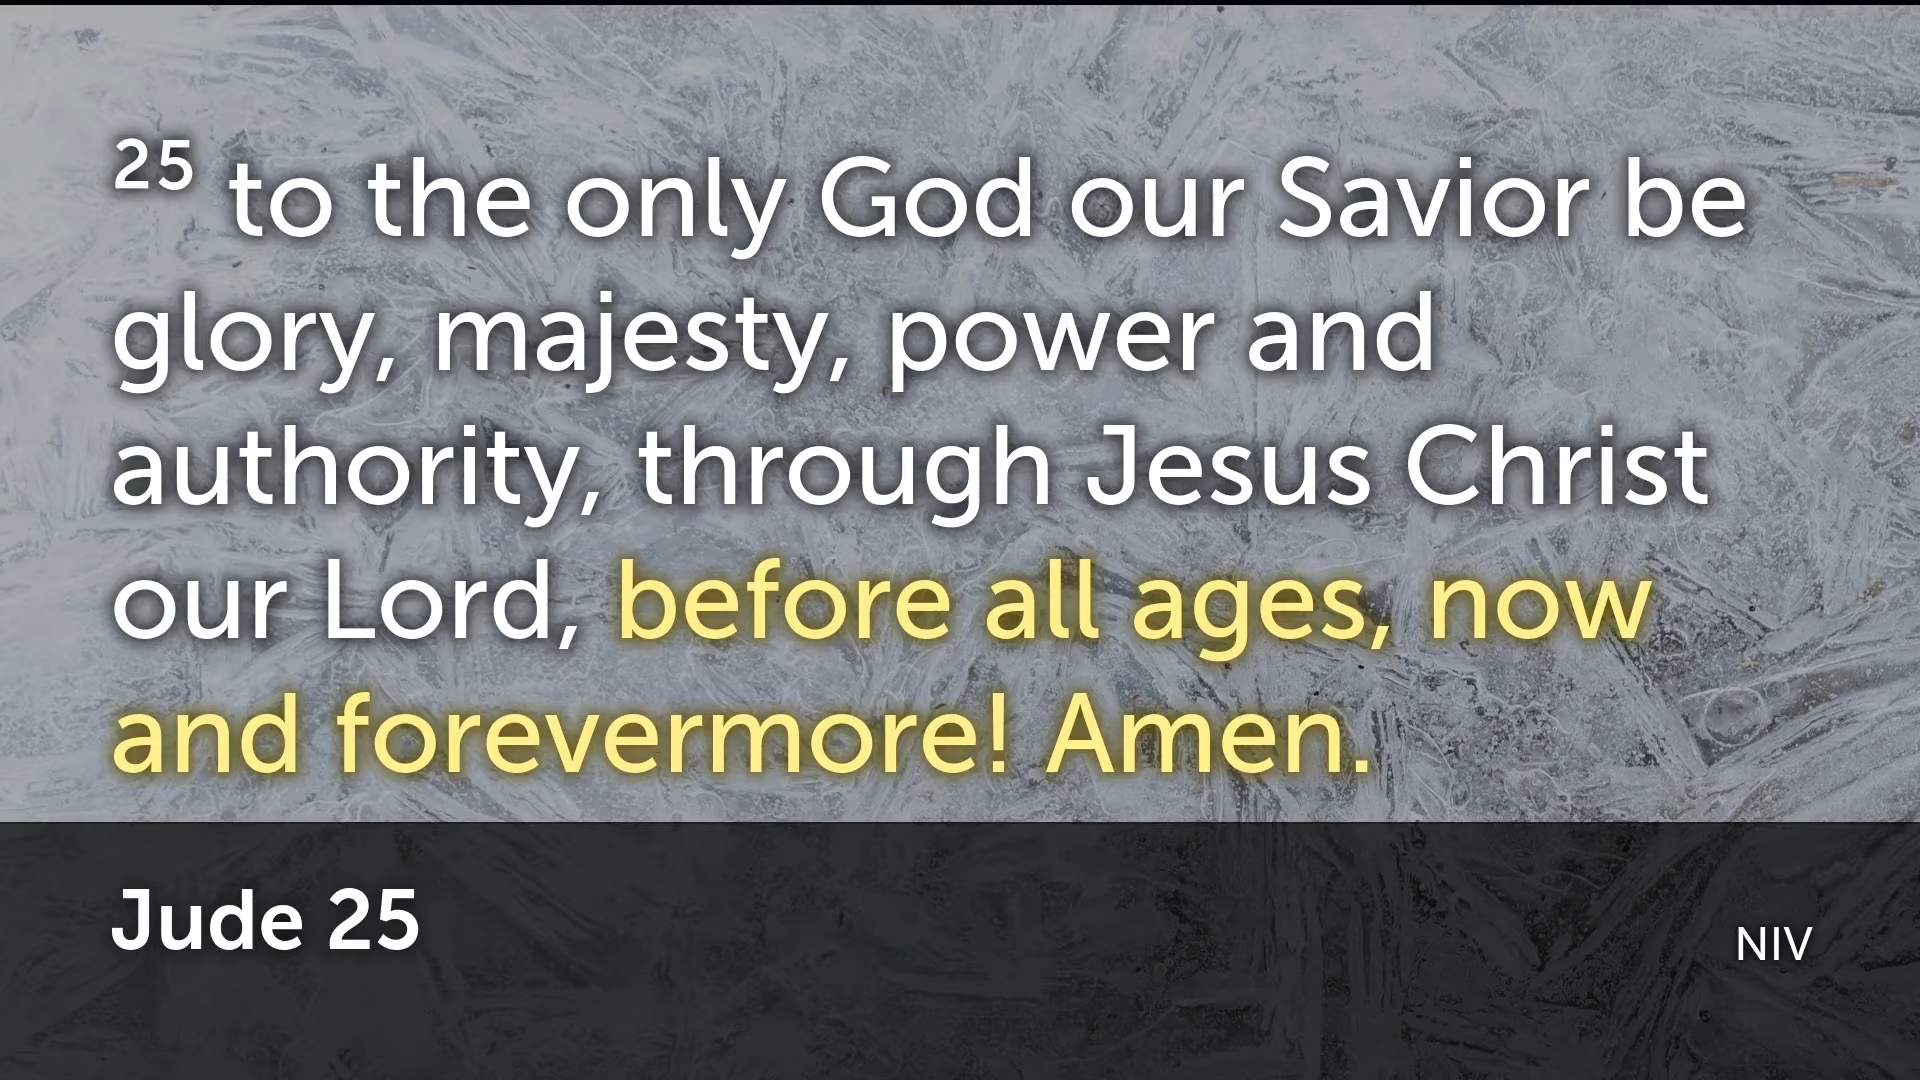 25 to the only God our Savior be
glory, majesty, power and
authority, through Jesus Christ
our Lord, before all ages, now
and forevermore! Amen.
Jude 25
NIV